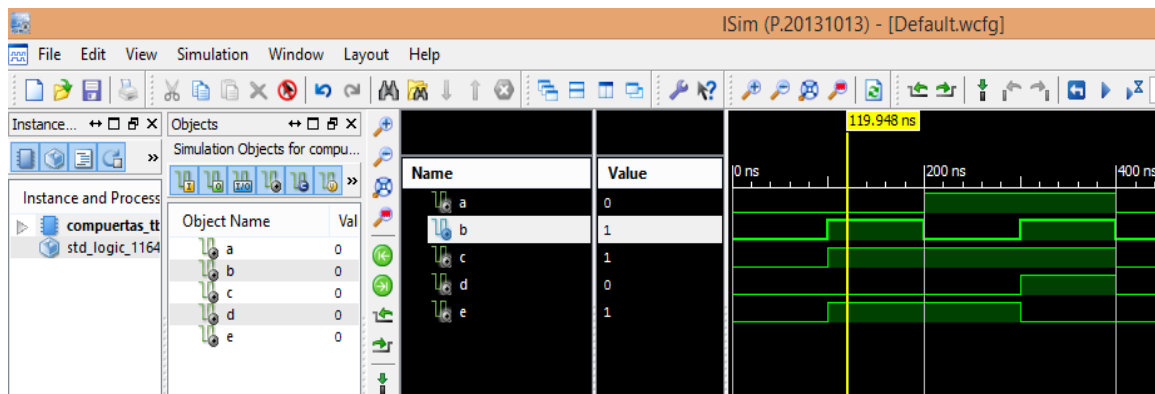 ISim (P.20131013) - [Default.wcfg]
File Edit View Simulation Window Layout Help
Instance...
Objects
Simulation Objects for compu...
»
»
Instance and Process
compuertas_tt
std_logic_1164
Object Name Val
a 0
b 0
c 0
d 0
e 0
Name Value
a 0
b 1
c 1
d 0
e 1
119.948 ns
0 ns 200 ns 400 ns